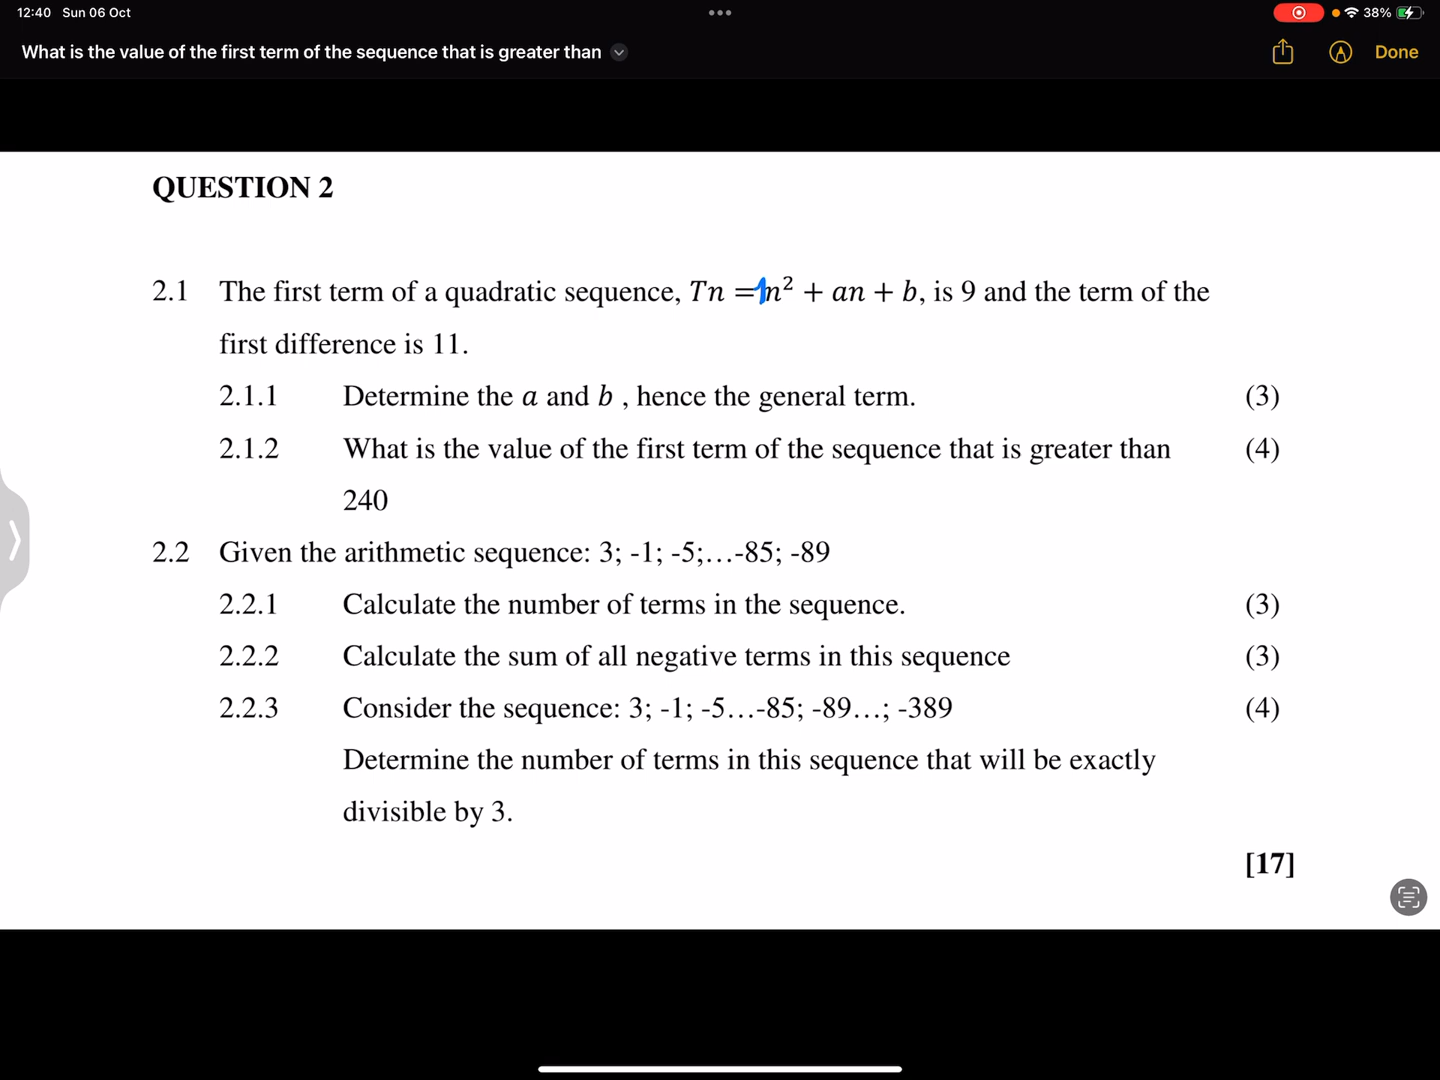 12:40 Sun 06 Oct
38%
What is the value of the first term of the sequence that is greater than
Done
QUESTION 2
2.1 The first term of a quadratic sequence, Tn = 1n² + an + b, is 9 and the term of the
first difference is 11.
2.1.1 Determine the a and b , hence the general term. (3)
2.1.2 What is the value of the first term of the sequence that is greater than (4)
240
2.2 Given the arithmetic sequence: 3; -1; -5;…-85; -89
2.2.1 Calculate the number of terms in the sequence. (3)
2.2.2 Calculate the sum of all negative terms in this sequence (3)
2.2.3 Consider the sequence: 3; -1; -5…-85; -89…; -389 (4)
Determine the number of terms in this sequence that will be exactly
divisible by 3.
[17]